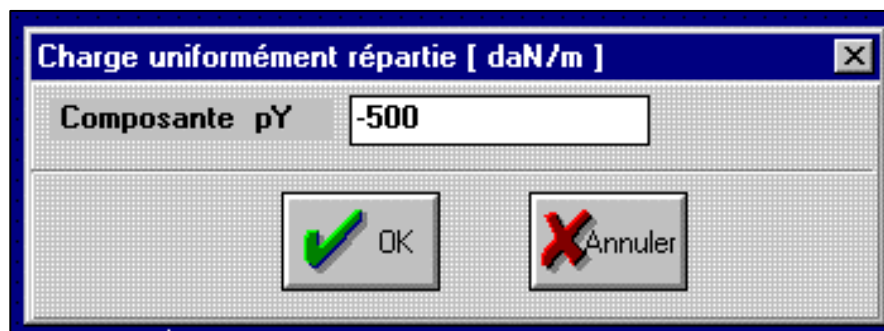 Charge uniformément répartie [ daN/m ]
Composante pY -500
OK Annuler